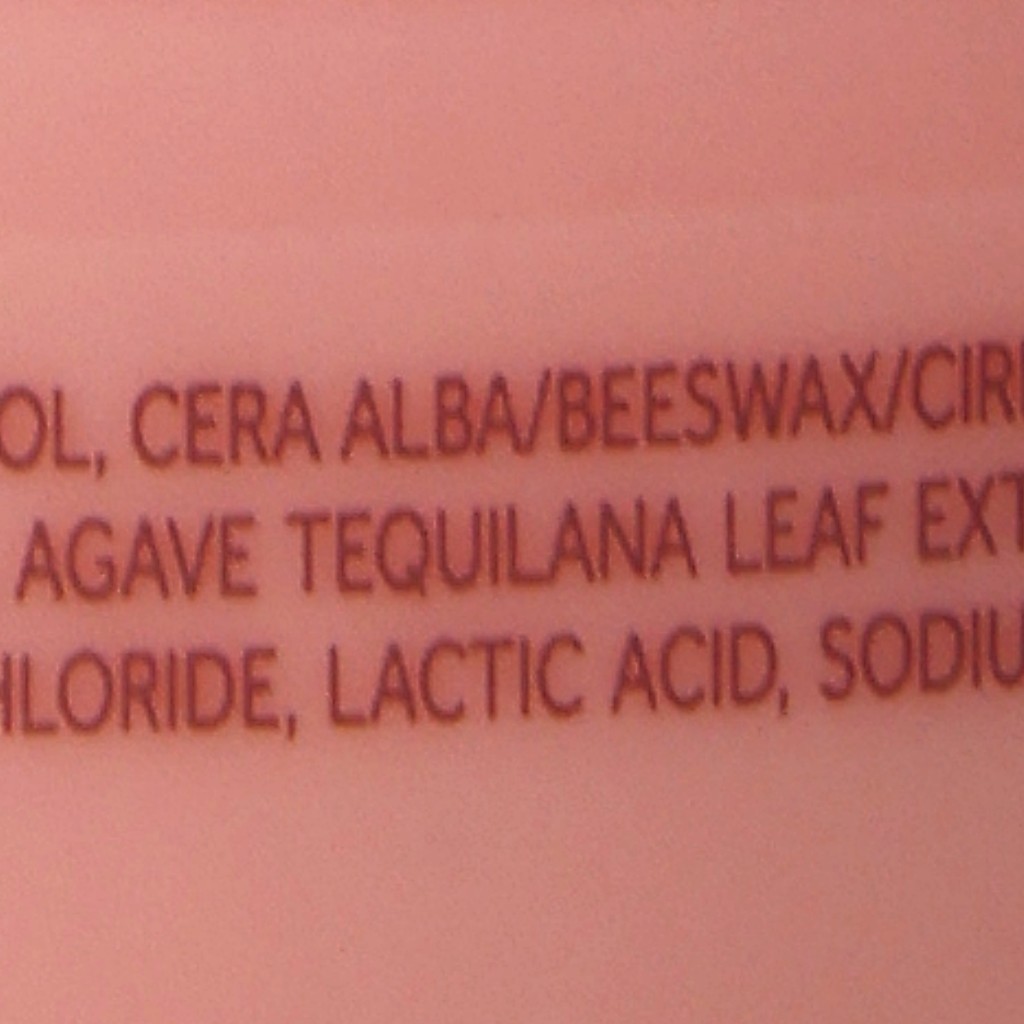 OL, CERA ALBA/BEESWAX/CIR
AGAVE TEQUILANA LEAF EXT
HLORIDE, LACTIC ACID, SODIU